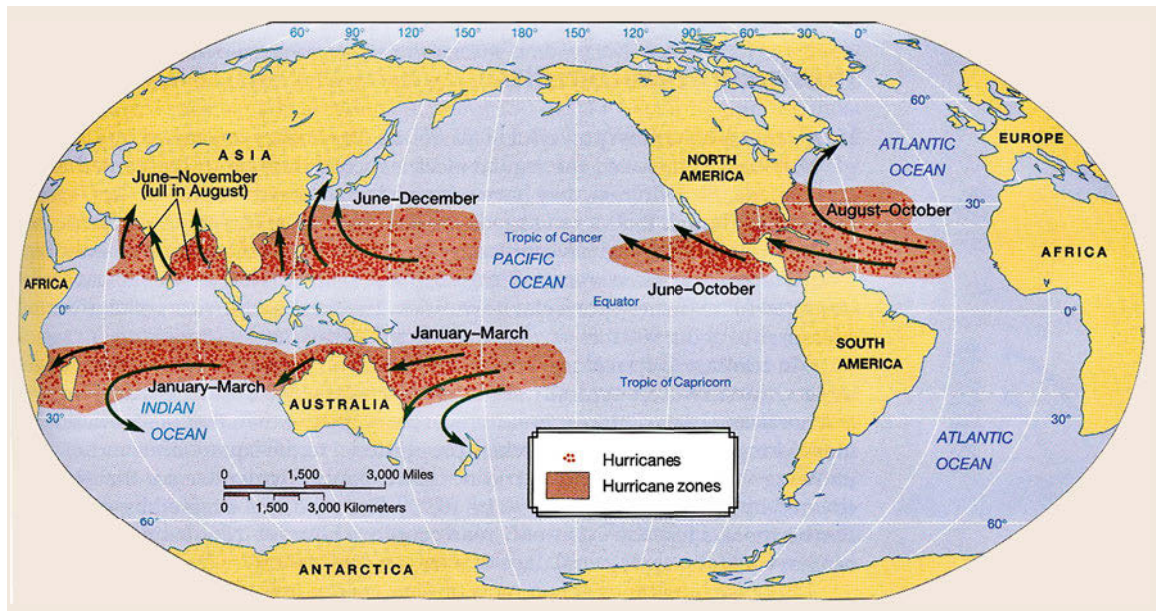 60° 90° 120° 150° 180° 150° 120° 90° 60° 30° 0°
60°
ATLANTIC
OCEAN
EUROPE
ASIA
NORTH
AMERICA
June–November
(lull in August)
June–December
30°
August–October
30°
Tropic of Cancer
PACIFIC
OCEAN
AFRICA
AFRICA
June–October
Equator
0°
0°
January–March
SOUTH
AMERICA
January–March
Tropic of Capricorn
AUSTRALIA
INDIAN
OCEAN
30°
30°
ATLANTIC
OCEAN
Hurricanes
Hurricane zones
0 1,500 3,000 Miles
0 1,500 3,000 Kilometers
60°
60°
ANTARCTICA